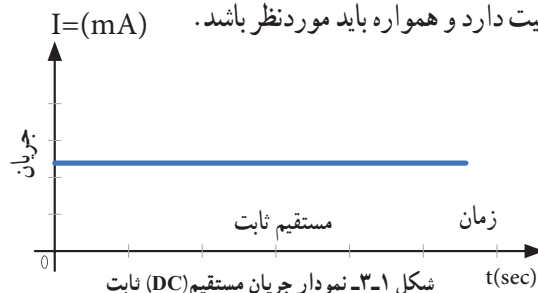 یت دارد و همواره باید موردنظر باشد.
I=(mA)
جریان
مستقیم ثابت
زمان
0
t(sec)
شکل ۱ـ۳ـ نمودار جریان مستقیم(DC) ثابت